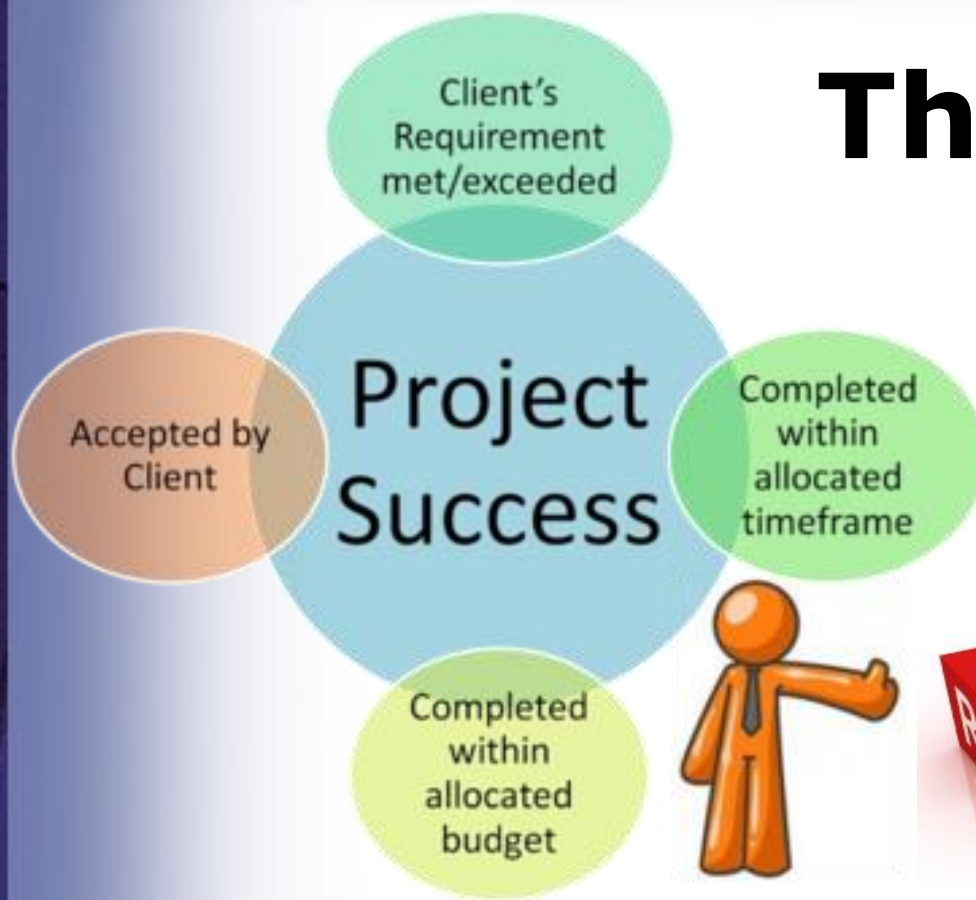 Th
Client's
Requirement
met/exceeded
Project
Success
Accepted by
Client
Completed
within
allocated
timeframe
Completed
within
allocated
budget